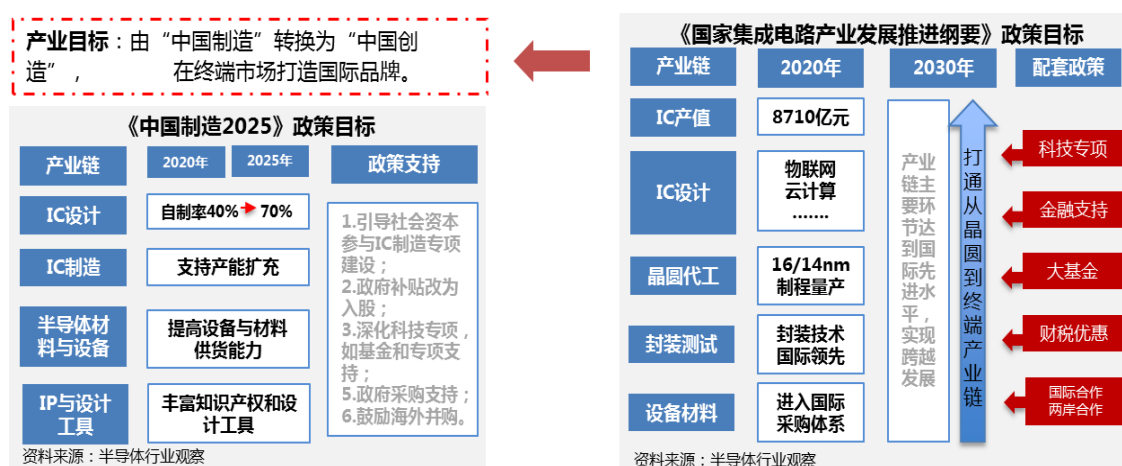 产业目标：由“中国制造”转换为“中国创
造”, 在终端市场打造国际品牌。
《中国制造2025》政策目标
产业链
2020年
2025年
政策支持
IC设计
自制率40% 70%
IC制造
支持产能扩充
半导体材
料与设备
提高设备与材料
供货能力
IP与设计
工具
丰富知识产权和设
计工具
1.引导社会资本
参与IC制造专项
建设；
2.政府补贴改为
入股；
3.深化科技专项，
如基金和专项支
持；
5.政府采购支持；
6.鼓励海外并购。
资料来源：半导体行业观察
《国家集成电路产业发展推进纲要》政策目标
产业链
2020年
2030年
配套政策
IC产值
8710亿元
IC设计
物联网
云计算
.......
晶圆代工
16/14nm
制程量产
封装测试
封装技术
国际领先
设备材料
进入国际
采购体系
产业
链主
要环
节达
到国
际先
进水
平，
实现
跨越
发展
打通从晶圆到终端产业链
科技专项
金融支持
大基金
财税优惠
国际合作
两岸合作
资料来源：半导体行业观察